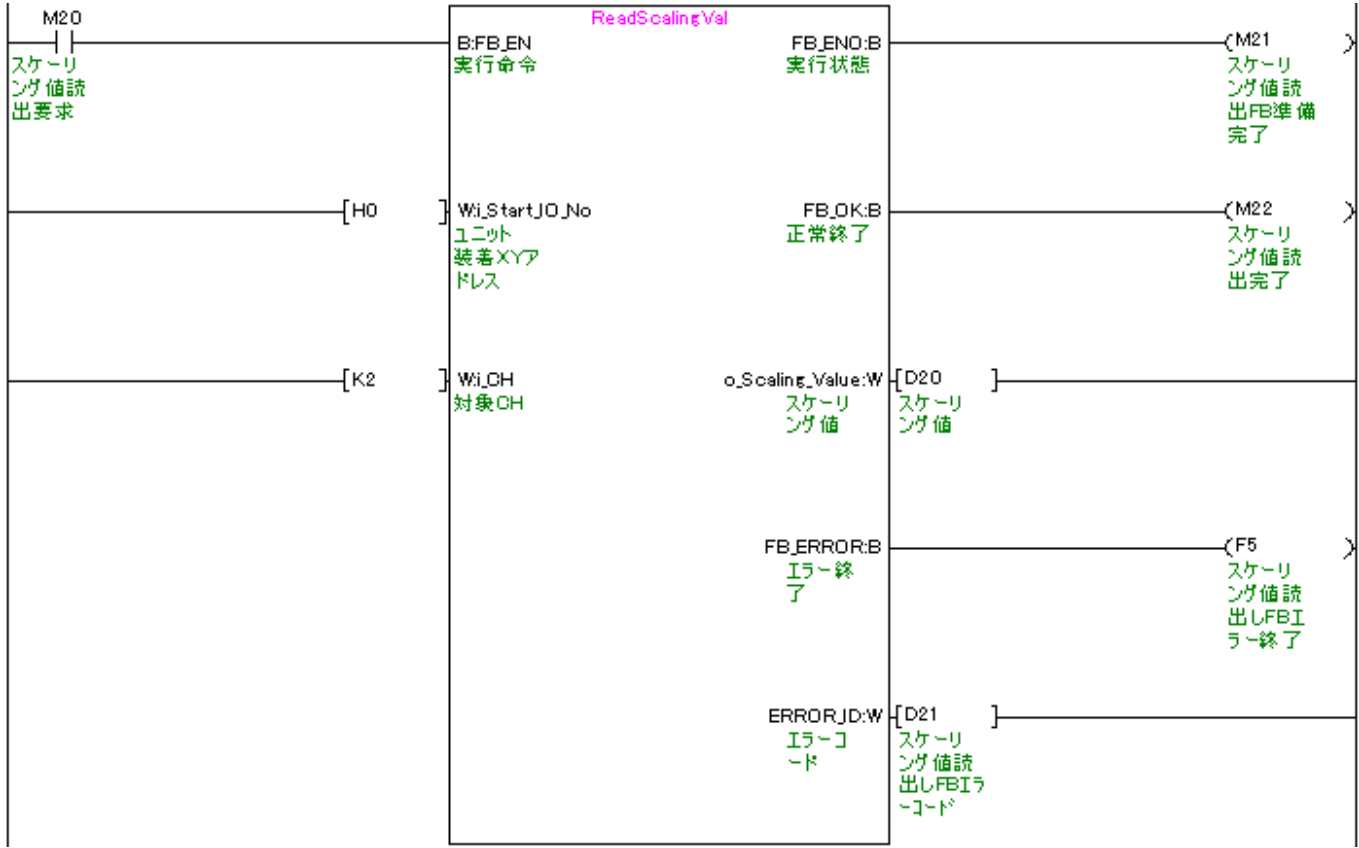 M20
ReadScalingVal
B:FB_EN
FB_ENO:B
(M21 )
スケーリ
ング値読
出要求
実行命令
実行状態
スケーリ
ング値読
出FB準備
完了
[H0 ]
W:i_Start_IO_No
FB_OK:B
(M22 )
ユニット
装着XYア
ドレス
正常終了
スケーリ
ング値読
出完了
[K2 ]
W:i_CH
o_Scaling_Value:W
[D20 ]
対象CH
スケーリ
ング値
スケーリ
ング値
FB_ERROR:B
(F5 )
エラー終
了
スケーリ
ング値読
出しFBエ
ラー終了
ERROR_ID:W
[D21 ]
エラーコ
ード
スケーリ
ング値読
出しFBエラ
ーコード